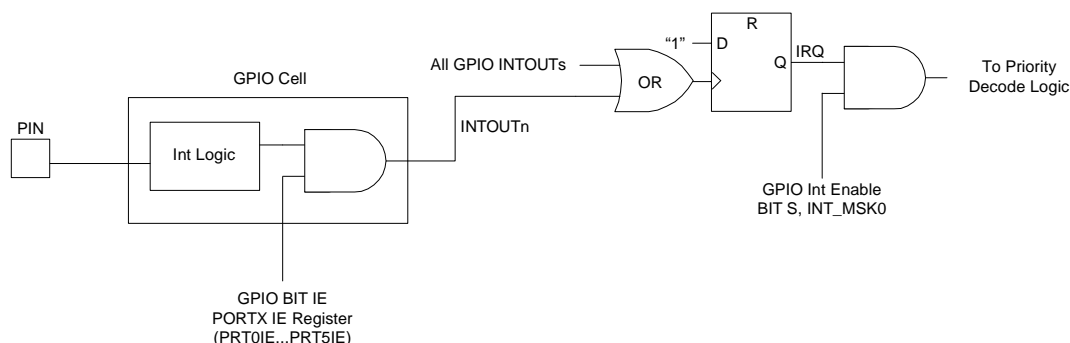 R
"1"
D
IRQ
Q
All GPIO INTOUTs
OR
To Priority
Decode Logic
GPIO Cell
PIN
INTOUTn
Int Logic
GPIO Int Enable
BIT S, INT_MSK0
GPIO BIT IE
PORTX IE Register
(PRT0IE...PRT5IE)